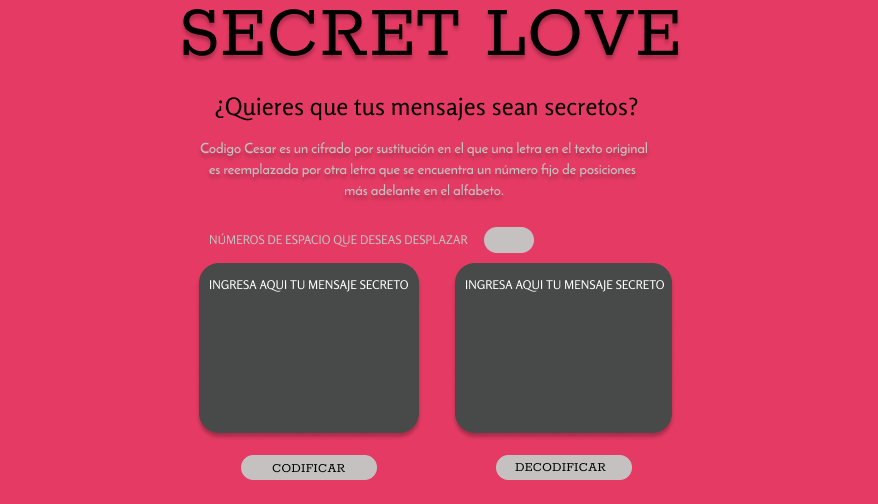 SECRET LOVE
¿Quieres que tus mensajes sean secretos?
Codigo Cesar es un cifrado por sustitución en el que una letra en el texto original
es reemplazada por otra letra que se encuentra un número fijo de posiciones
más adelante en el alfabeto.
NÚMEROS DE ESPACIO QUE DESEAS DESPLAZAR
INGRESA AQUI TU MENSAJE SECRETO
INGRESA AQUI TU MENSAJE SECRETO
CODIFICAR
DECODIFICAR